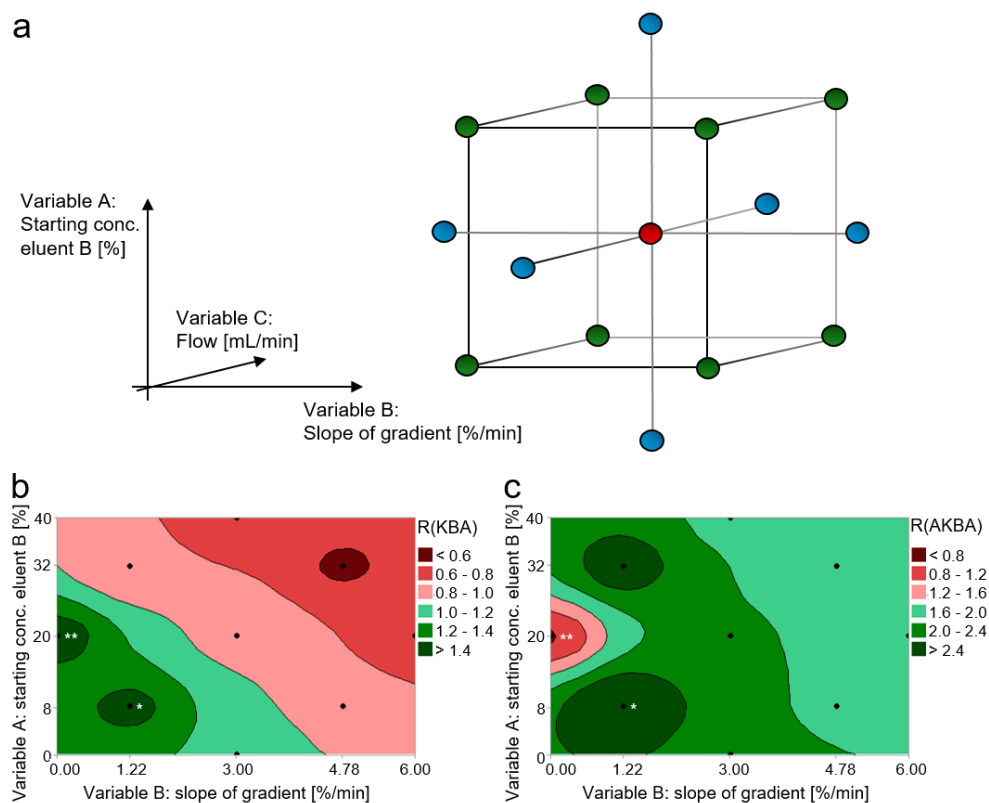 a
Variable A:
Starting conc.
eluent B [%]
Variable C:
Flow [mL/min]
Variable B:
Slope of gradient [%/min]
b
Variable A: starting conc. eluent B [%]
40
32
20
8
0
**
*
0.00 1.22 3.00 4.78 6.00
Variable B: slope of gradient [%/min]
R(KBA)
< 0.6
0.6 - 0.8
0.8 - 1.0
1.0 - 1.2
1.2 - 1.4
> 1.4
c
Variable A: starting conc. eluent B [%]
40
32
20
8
0
**
*
0.00 1.22 3.00 4.78 6.00
Variable B: slope of gradient [%/min]
R(AKBA)
< 0.8
0.8 - 1.2
1.2 - 1.6
1.6 - 2.0
2.0 - 2.4
> 2.4